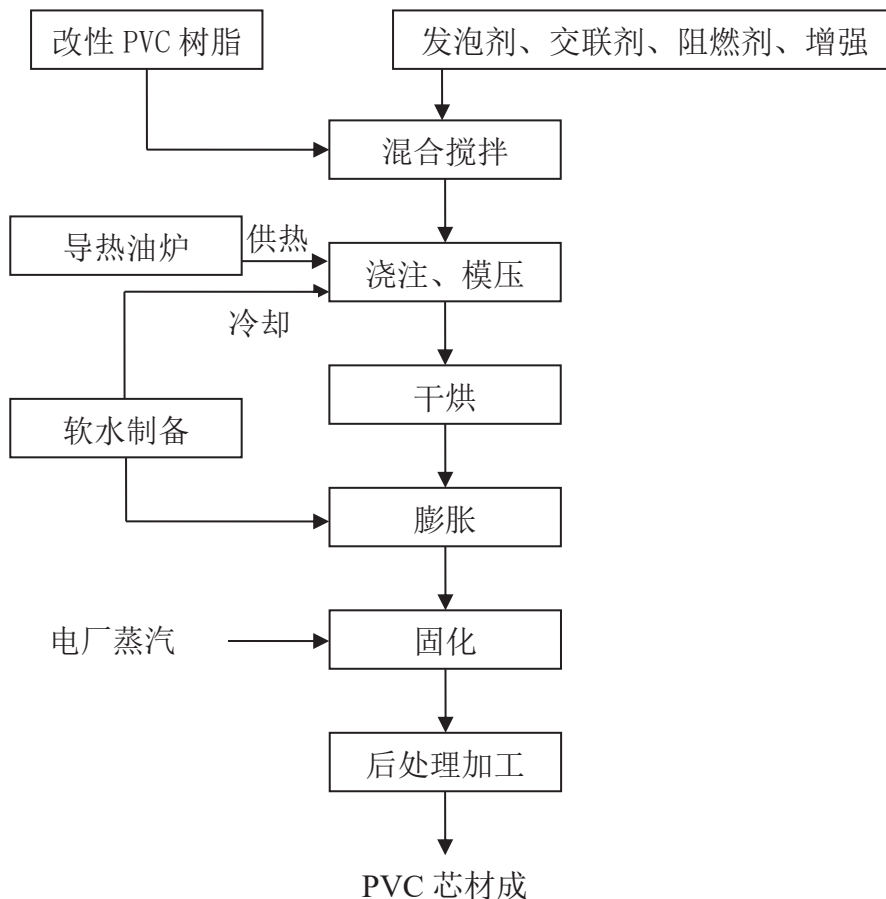 改性 PVC 树脂
发泡剂、交联剂、阻燃剂、增强
混合搅拌
导热油炉
供热
浇注、模压
冷却
干烘
软水制备
膨胀
电厂蒸汽
固化
后处理加工
PVC 芯材成